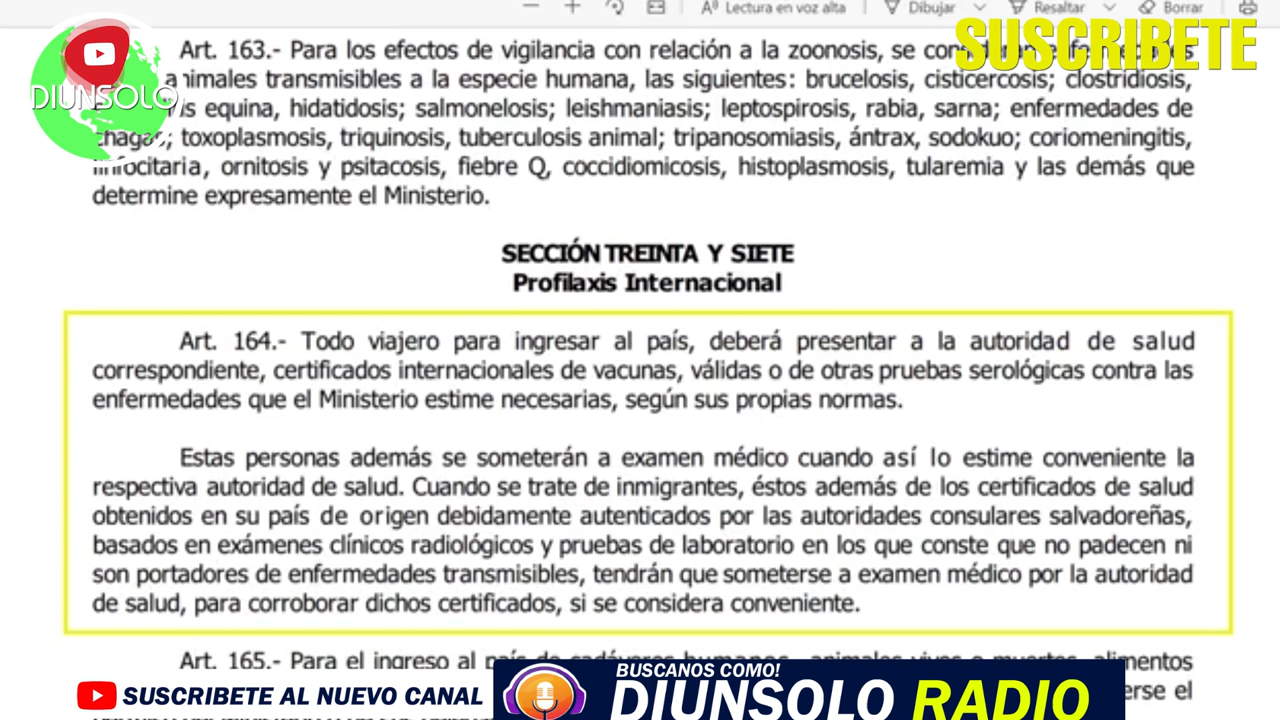 Lectura en voz alta
Dibujar
Resaltar
Borrar
SUSCRIBETE
DIUNSOLO
Art. 163.- Para los efectos de vigilancia con relación a la zoonosis, se
animales transmisibles a la especie humana, las siguientes: brucelosis, cisticercosis; clostridiosis,
equina, hidatidosis; salmonelosis; leishmaniasis; leptospirosis, rabia, sarna; enfermedades de
chagas; toxoplasmosis, triquinosis, tuberculosis animal; tripanosomiasis, ántrax, sodokuo; coriomeningitis,
ornitosis y psitacosis, fiebre Q, coccidiomicosis, histoplasmosis, tularemia y las demás que
determine expresamente el Ministerio.
SECCIÓN TREINTA Y SIETE
Profilaxis Internacional
Art. 164.- Todo viajero para ingresar al país, deberá presentar a la autoridad de salud
correspondiente, certificados internacionales de vacunas, válidas o de otras pruebas serológicas contra las
enfermedades que el Ministerio estime necesarias, según sus propias normas.
Estas personas además se someterán a examen médico cuando así lo estime conveniente la
respectiva autoridad de salud. Cuando se trate de inmigrantes, éstos además de los certificados de salud
obtenidos en su país de origen debidamente autenticados por las autoridades consulares salvadoreñas,
basados en exámenes clínicos radiológicos y pruebas de laboratorio en los que conste que no padecen ni
son portadores de enfermedades transmisibles, tendrán que someterse a examen médico por la autoridad
de salud, para corroborar dichos certificados, si se considera conveniente.
Art. 165.- Para el ingreso al país de cadáveres humanos, animales vivos o muertos, alimentos
el
SUSCRIBETE AL NUEVO CANAL
BUSCANOS COMO!
DIUNSOLO RADIO